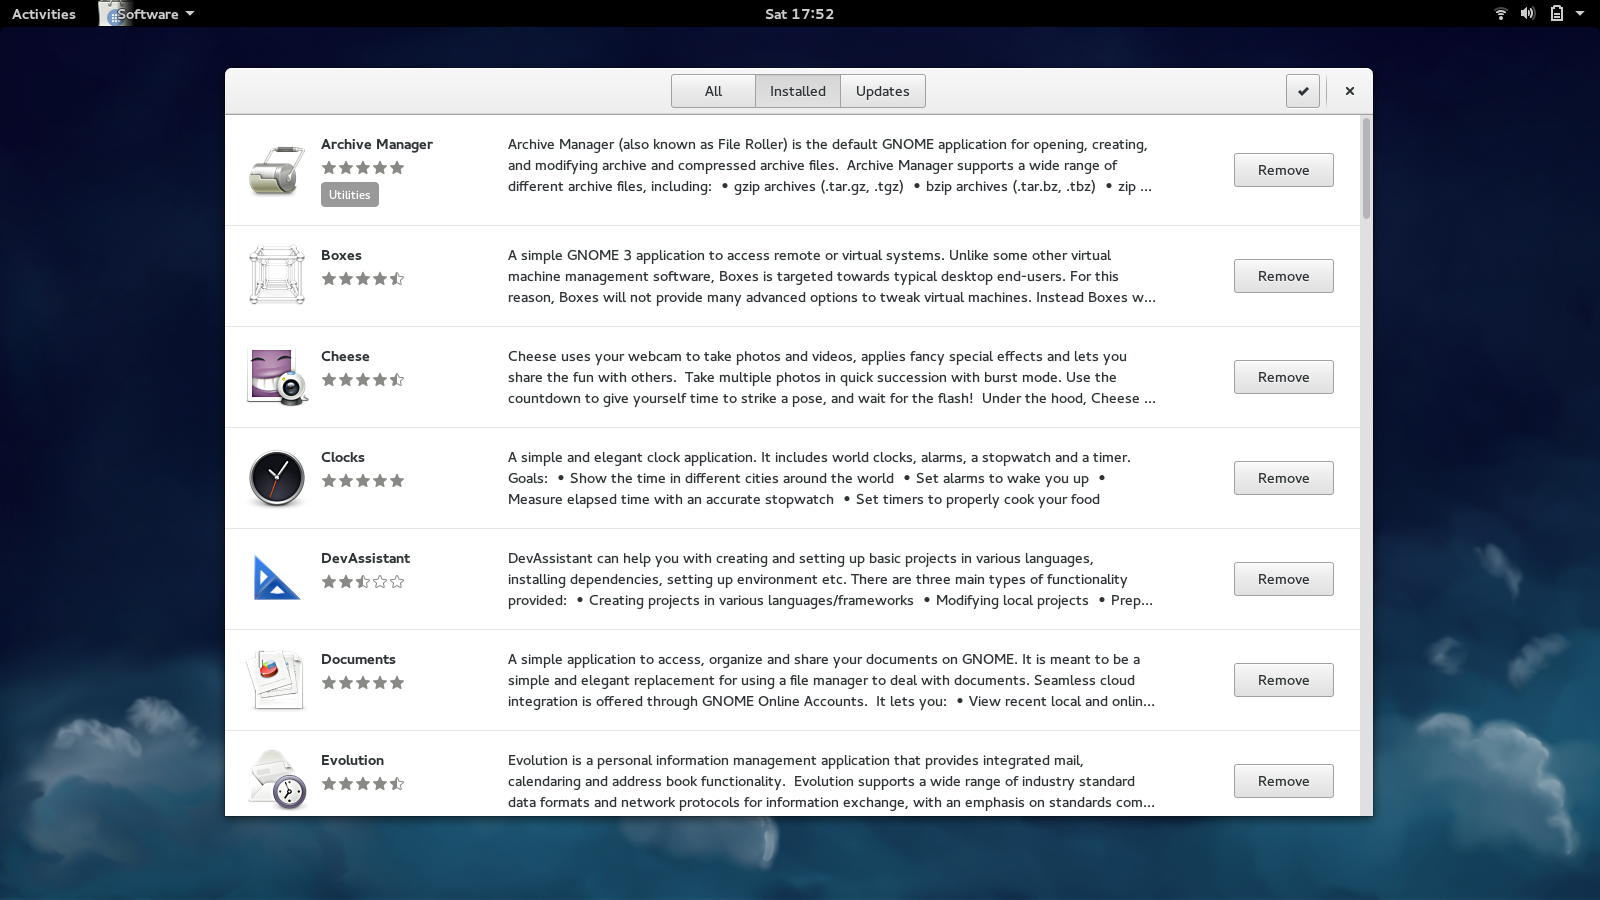 Activities Software Sat 17:52
All Installed Updates
Archive Manager
Utilities
Archive Manager (also known as File Roller) is the default GNOME application for opening, creating,
and modifying archive and compressed archive files.  Archive Manager supports a wide range of
different archive files, including:  • gzip archives (.tar.gz, .tgz)  • bzip archives (.tar.bz, .tbz)  • zip ...
Remove
Boxes
A simple GNOME 3 application to access remote or virtual systems. Unlike some other virtual
machine management software, Boxes is targeted towards typical desktop end-users. For this
reason, Boxes will not provide many advanced options to tweak virtual machines. Instead Boxes w...
Remove
Cheese
Cheese uses your webcam to take photos and videos, applies fancy special effects and lets you
share the fun with others.  Take multiple photos in quick succession with burst mode. Use the
countdown to give yourself time to strike a pose, and wait for the flash!  Under the hood, Cheese ...
Remove
Clocks
A simple and elegant clock application. It includes world clocks, alarms, a stopwatch and a timer.
Goals:  • Show the time in different cities around the world  • Set alarms to wake you up  •
Measure elapsed time with an accurate stopwatch  • Set timers to properly cook your food
Remove
DevAssistant
DevAssistant can help you with creating and setting up basic projects in various languages,
installing dependencies, setting up environment etc. There are three main types of functionality
provided:  • Creating projects in various languages/frameworks  • Modifying local projects  • Prep...
Remove
Documents
A simple application to access, organize and share your documents on GNOME. It is meant to be a
simple and elegant replacement for using a file manager to deal with documents. Seamless cloud
integration is offered through GNOME Online Accounts.  It lets you:  • View recent local and onlin...
Remove
Evolution
Evolution is a personal information management application that provides integrated mail,
calendaring and address book functionality.  Evolution supports a wide range of industry standard
data formats and network protocols for information exchange, with an emphasis on standards com...
Remove